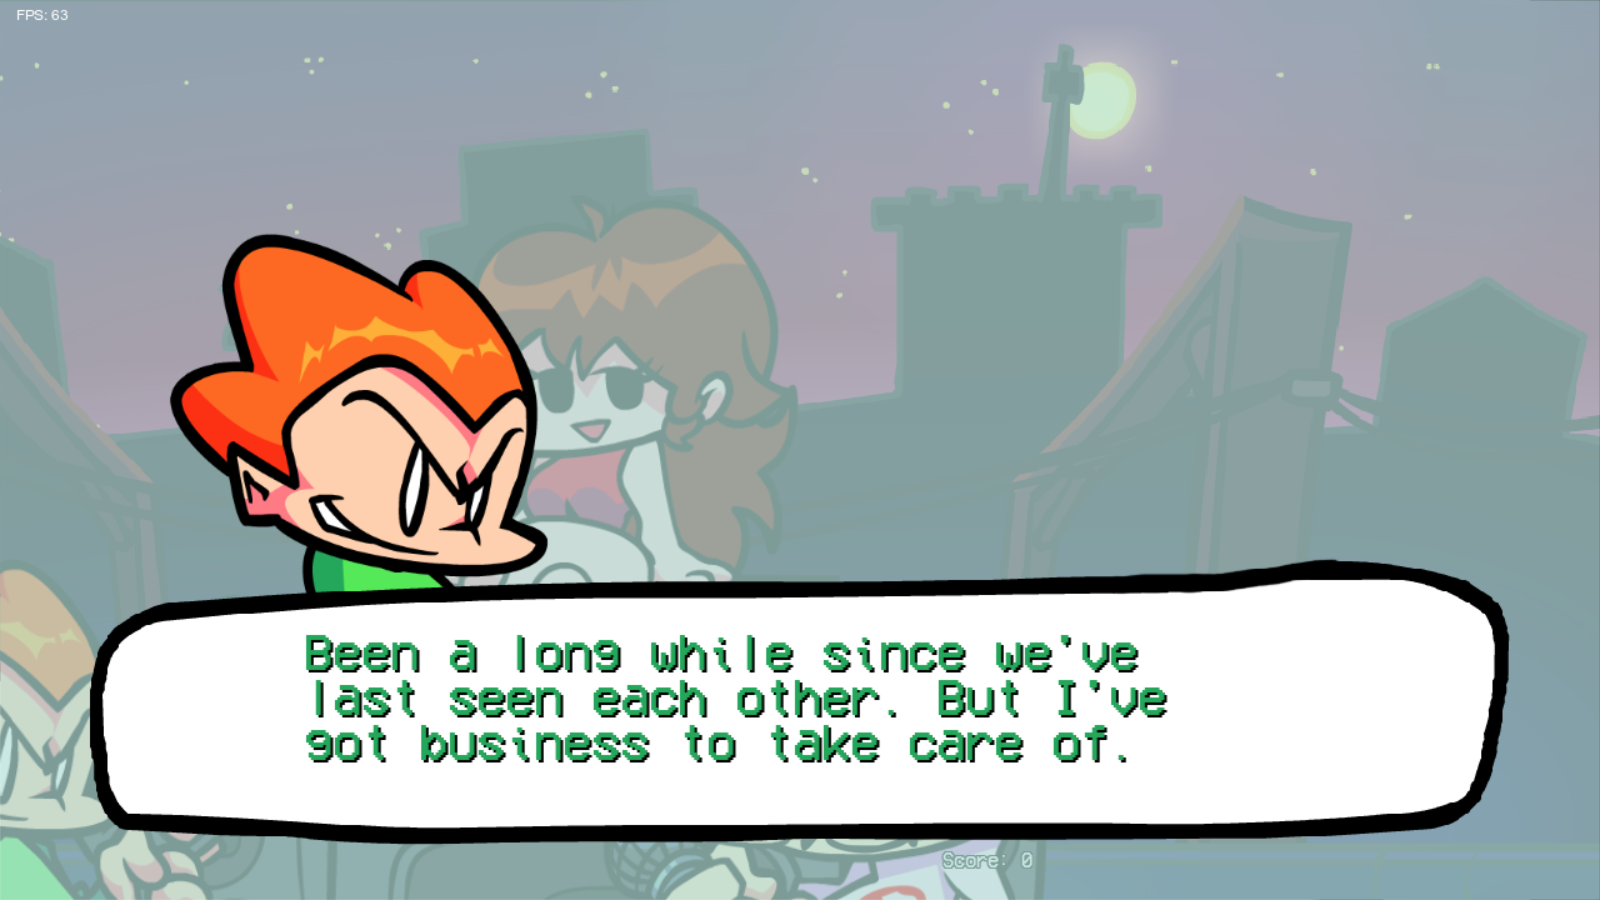 FPS: 63
Been a long while since we've
last seen each other. But I've
got business to take care of.
Score: 0